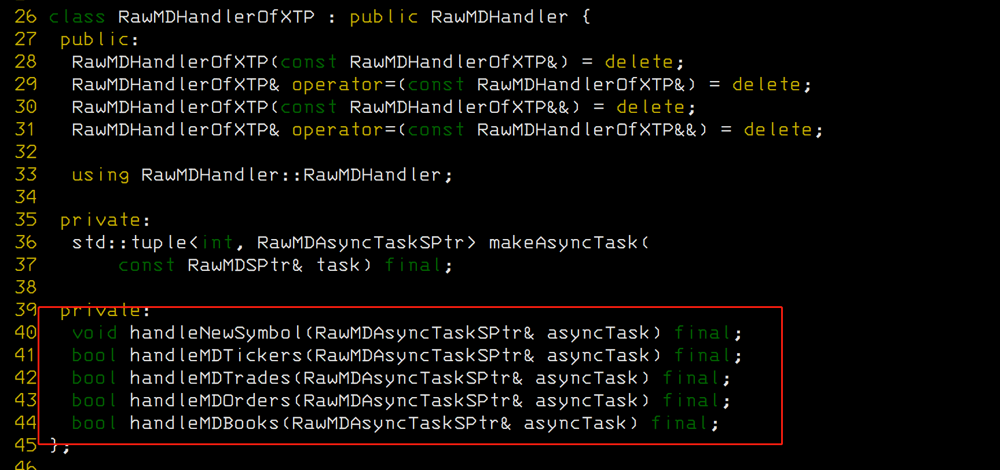 26 class RawMDHandlerOfXTP : public RawMDHandler {
27  public:
28   RawMDHandlerOfXTP(const RawMDHandlerOfXTP&) = delete;
29   RawMDHandlerOfXTP& operator=(const RawMDHandlerOfXTP&) = delete;
30   RawMDHandlerOfXTP(const RawMDHandlerOfXTP&&) = delete;
31   RawMDHandlerOfXTP& operator=(const RawMDHandlerOfXTP&&) = delete;
32
33   using RawMDHandler::RawMDHandler;
34
35  private:
36   std::tuple<int, RawMDAsyncTaskSPtr> makeAsyncTask(
37       const RawMDSPtr& task) final;
38
39  private:
40   void handleNewSymbol(RawMDAsyncTaskSPtr& asyncTask) final;
41   bool handleMDTickers(RawMDAsyncTaskSPtr& asyncTask) final;
42   bool handleMDTrades(RawMDAsyncTaskSPtr& asyncTask) final;
43   bool handleMDOrders(RawMDAsyncTaskSPtr& asyncTask) final;
44   bool handleMDBooks(RawMDAsyncTaskSPtr& asyncTask) final;
45 };
46